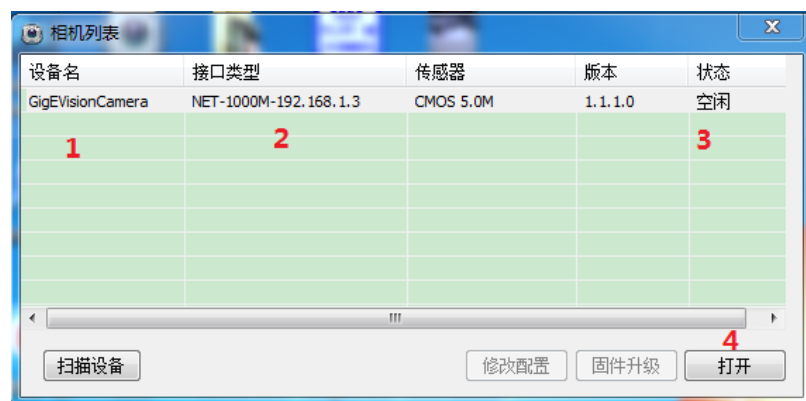 相机列表
设备名 接口类型 传感器 版本 状态
GigEVisionCamera NET-1000M-192.168.1.3 CMOS 5.0M 1.1.1.0 空闲
1 2 3
4
扫描设备 修改配置 固件升级 打开